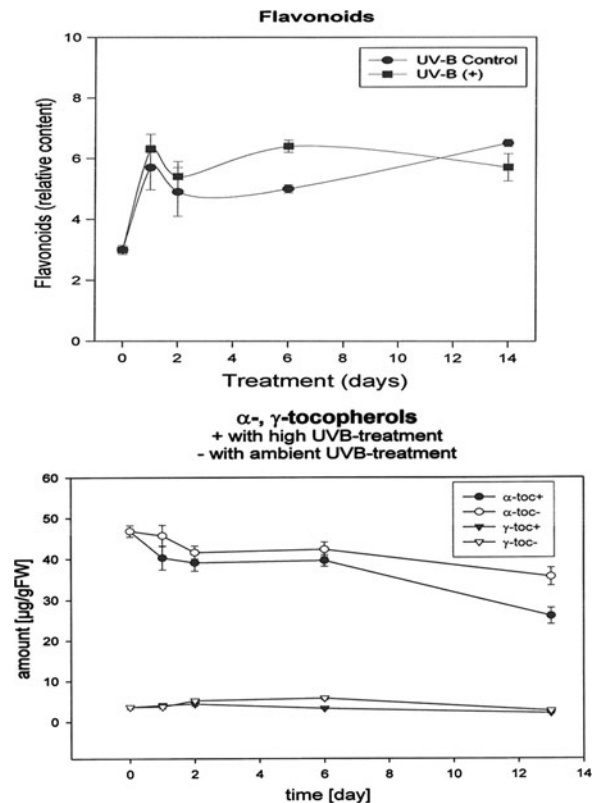 Flavonoids
10
8
6
4
2
0
Flavonoids (relative content)
UV-B Control
UV-B (+)
0 2 4 6 8 10 12 14
Treatment (days)
α-, γ-tocopherols
+ with high UVB-treatment
- with ambient UVB-treatment
60
50
40
30
20
10
0
amount [µg/gFW]
α-toc+
α-toc-
γ-toc+
γ-toc-
0 2 4 6 8 10 12 14
time [day]